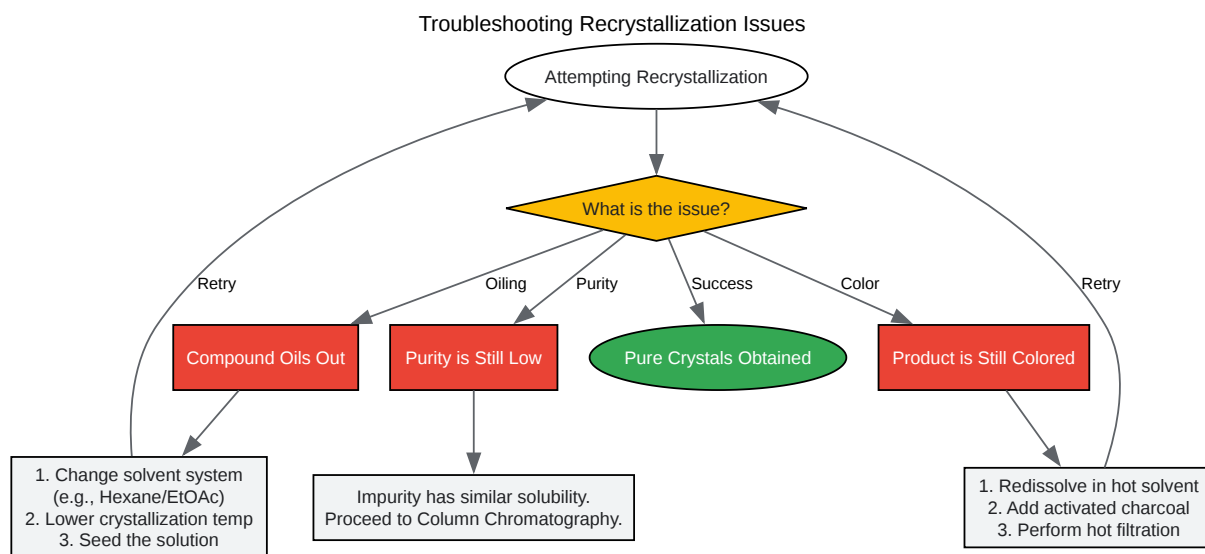 Troubleshooting Recrystallization Issues
Attempting Recrystallization
What is the issue?
Retry
Oiling
Purity
Success
Color
Retry
Compound Oils Out
Purity is Still Low
Pure Crystals Obtained
Product is Still Colored
1. Change solvent system
(e.g., Hexane/EtOAc)
2. Lower crystallization temp
3. Seed the solution
Impurity has similar solubility.
Proceed to Column Chromatography.
1. Redissolve in hot solvent
2. Add activated charcoal
3. Perform hot filtration